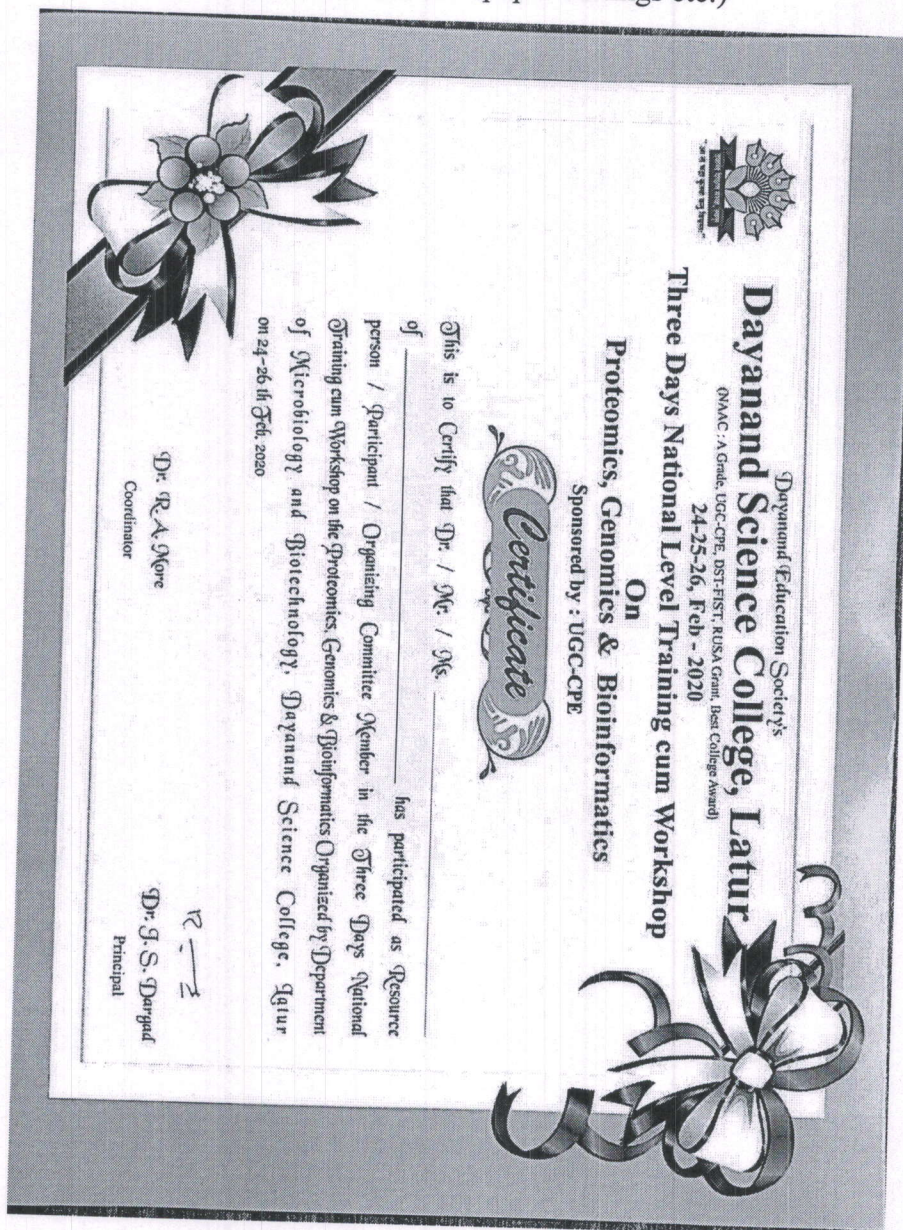 Dayanand Education Society's
Dayanand Science College, Latur
(NAAC : A Grade, UGC-CPE, DST-FIST, RUSA Grant, Best College Award)
24-25-26, Feb - 2020
Three Days National Level Training cum Workshop
On
Proteomics, Genomics & Bioinformatics
Sponsored by : UGC-CPE
Certificate
This is to Certify that Dr. / Mr. / Ms.
of has participated as Resource
person / Participant / Organizing Committee Member in the Three Days National
Training cum Workshop on the Proteomics, Genomics & Bioinformatics Organized by Department
of Microbiology and Biotechnology, Dayanand Science College, Latur
on 24-26 th Feb, 2020
Dr. R. A. More
Coordinator
Dr. J. S. Dargad
Principal